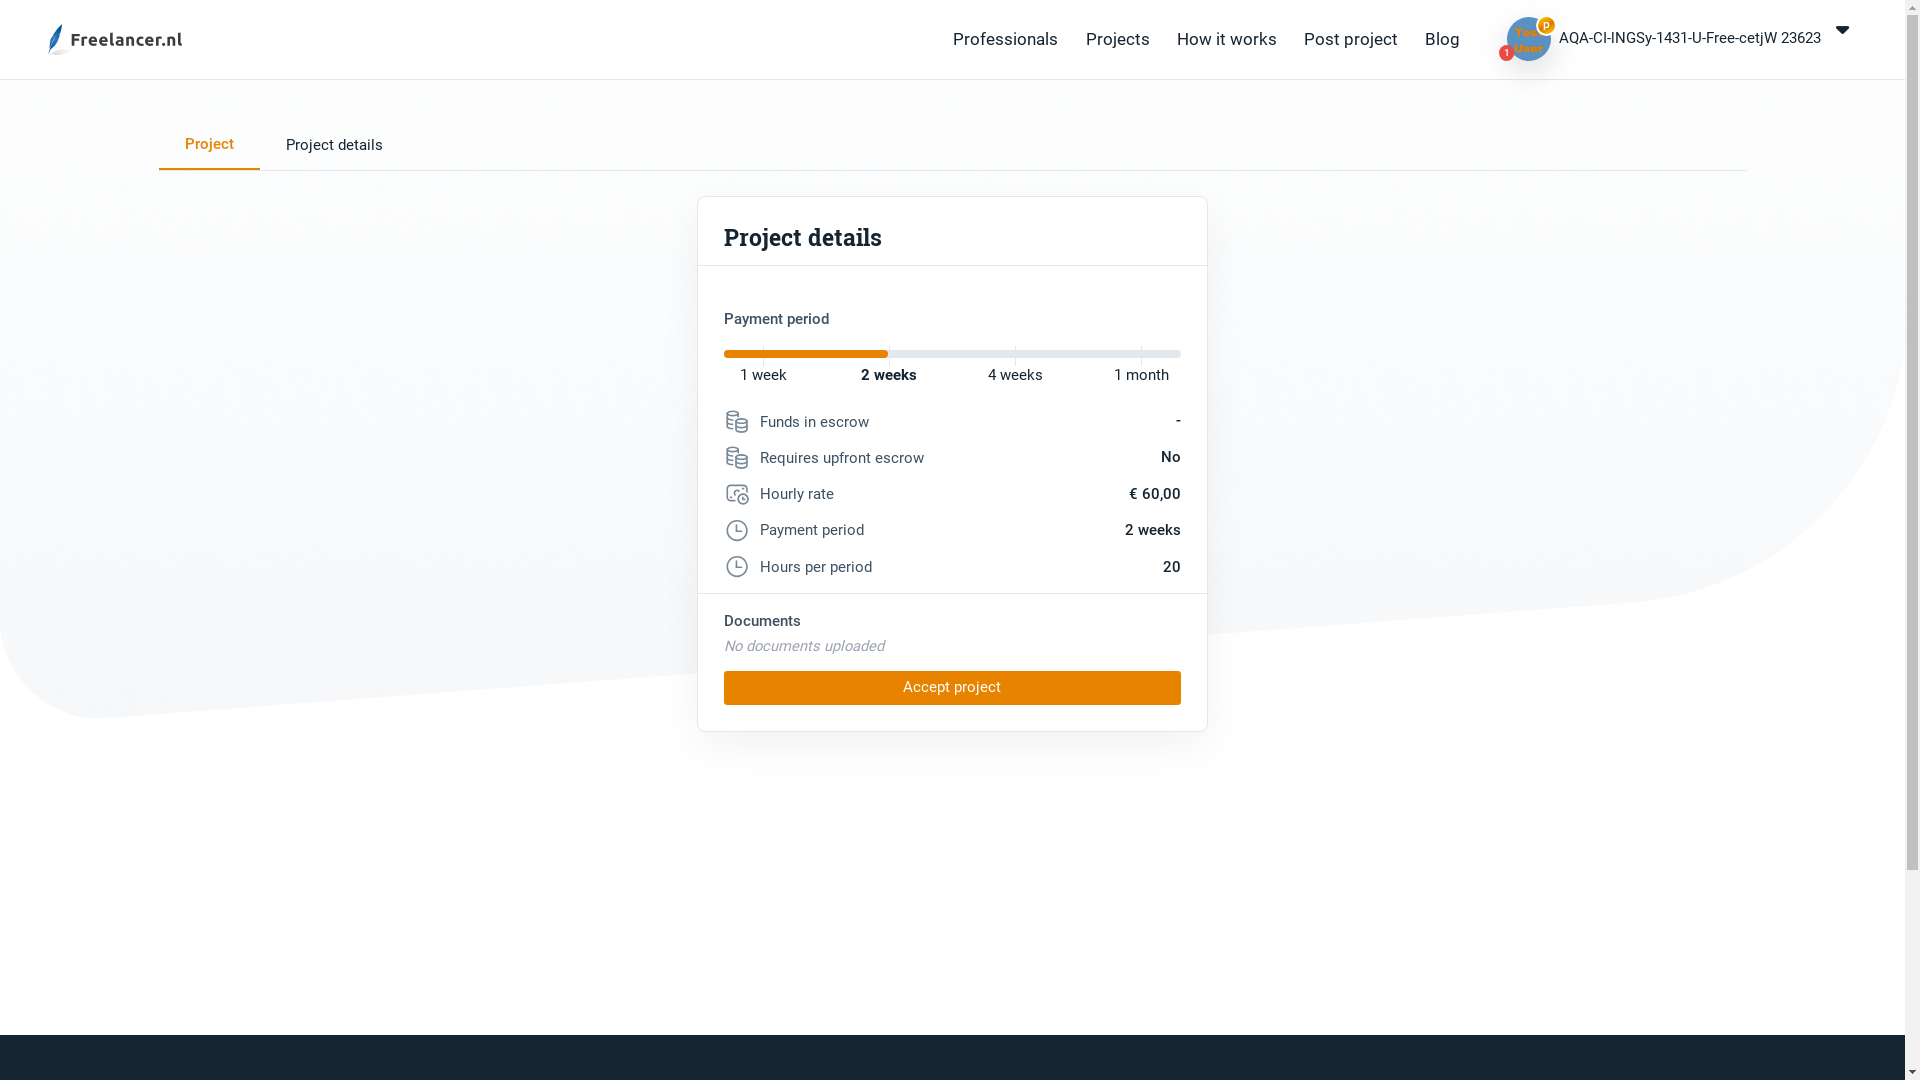 Freelancer.nl
Professionals
Projects
How it works
Post project
Blog
Test
User
P
1
AQA-CI-INGSy-1431-U-Free-cetjW 23623
Project
Project details
Project details
Payment period
1 week
2 weeks
4 weeks
1 month
Funds in escrow
-
Requires upfront escrow
No
Hourly rate
€ 60,00
Payment period
2 weeks
Hours per period
20
Documents
No documents uploaded
Accept project